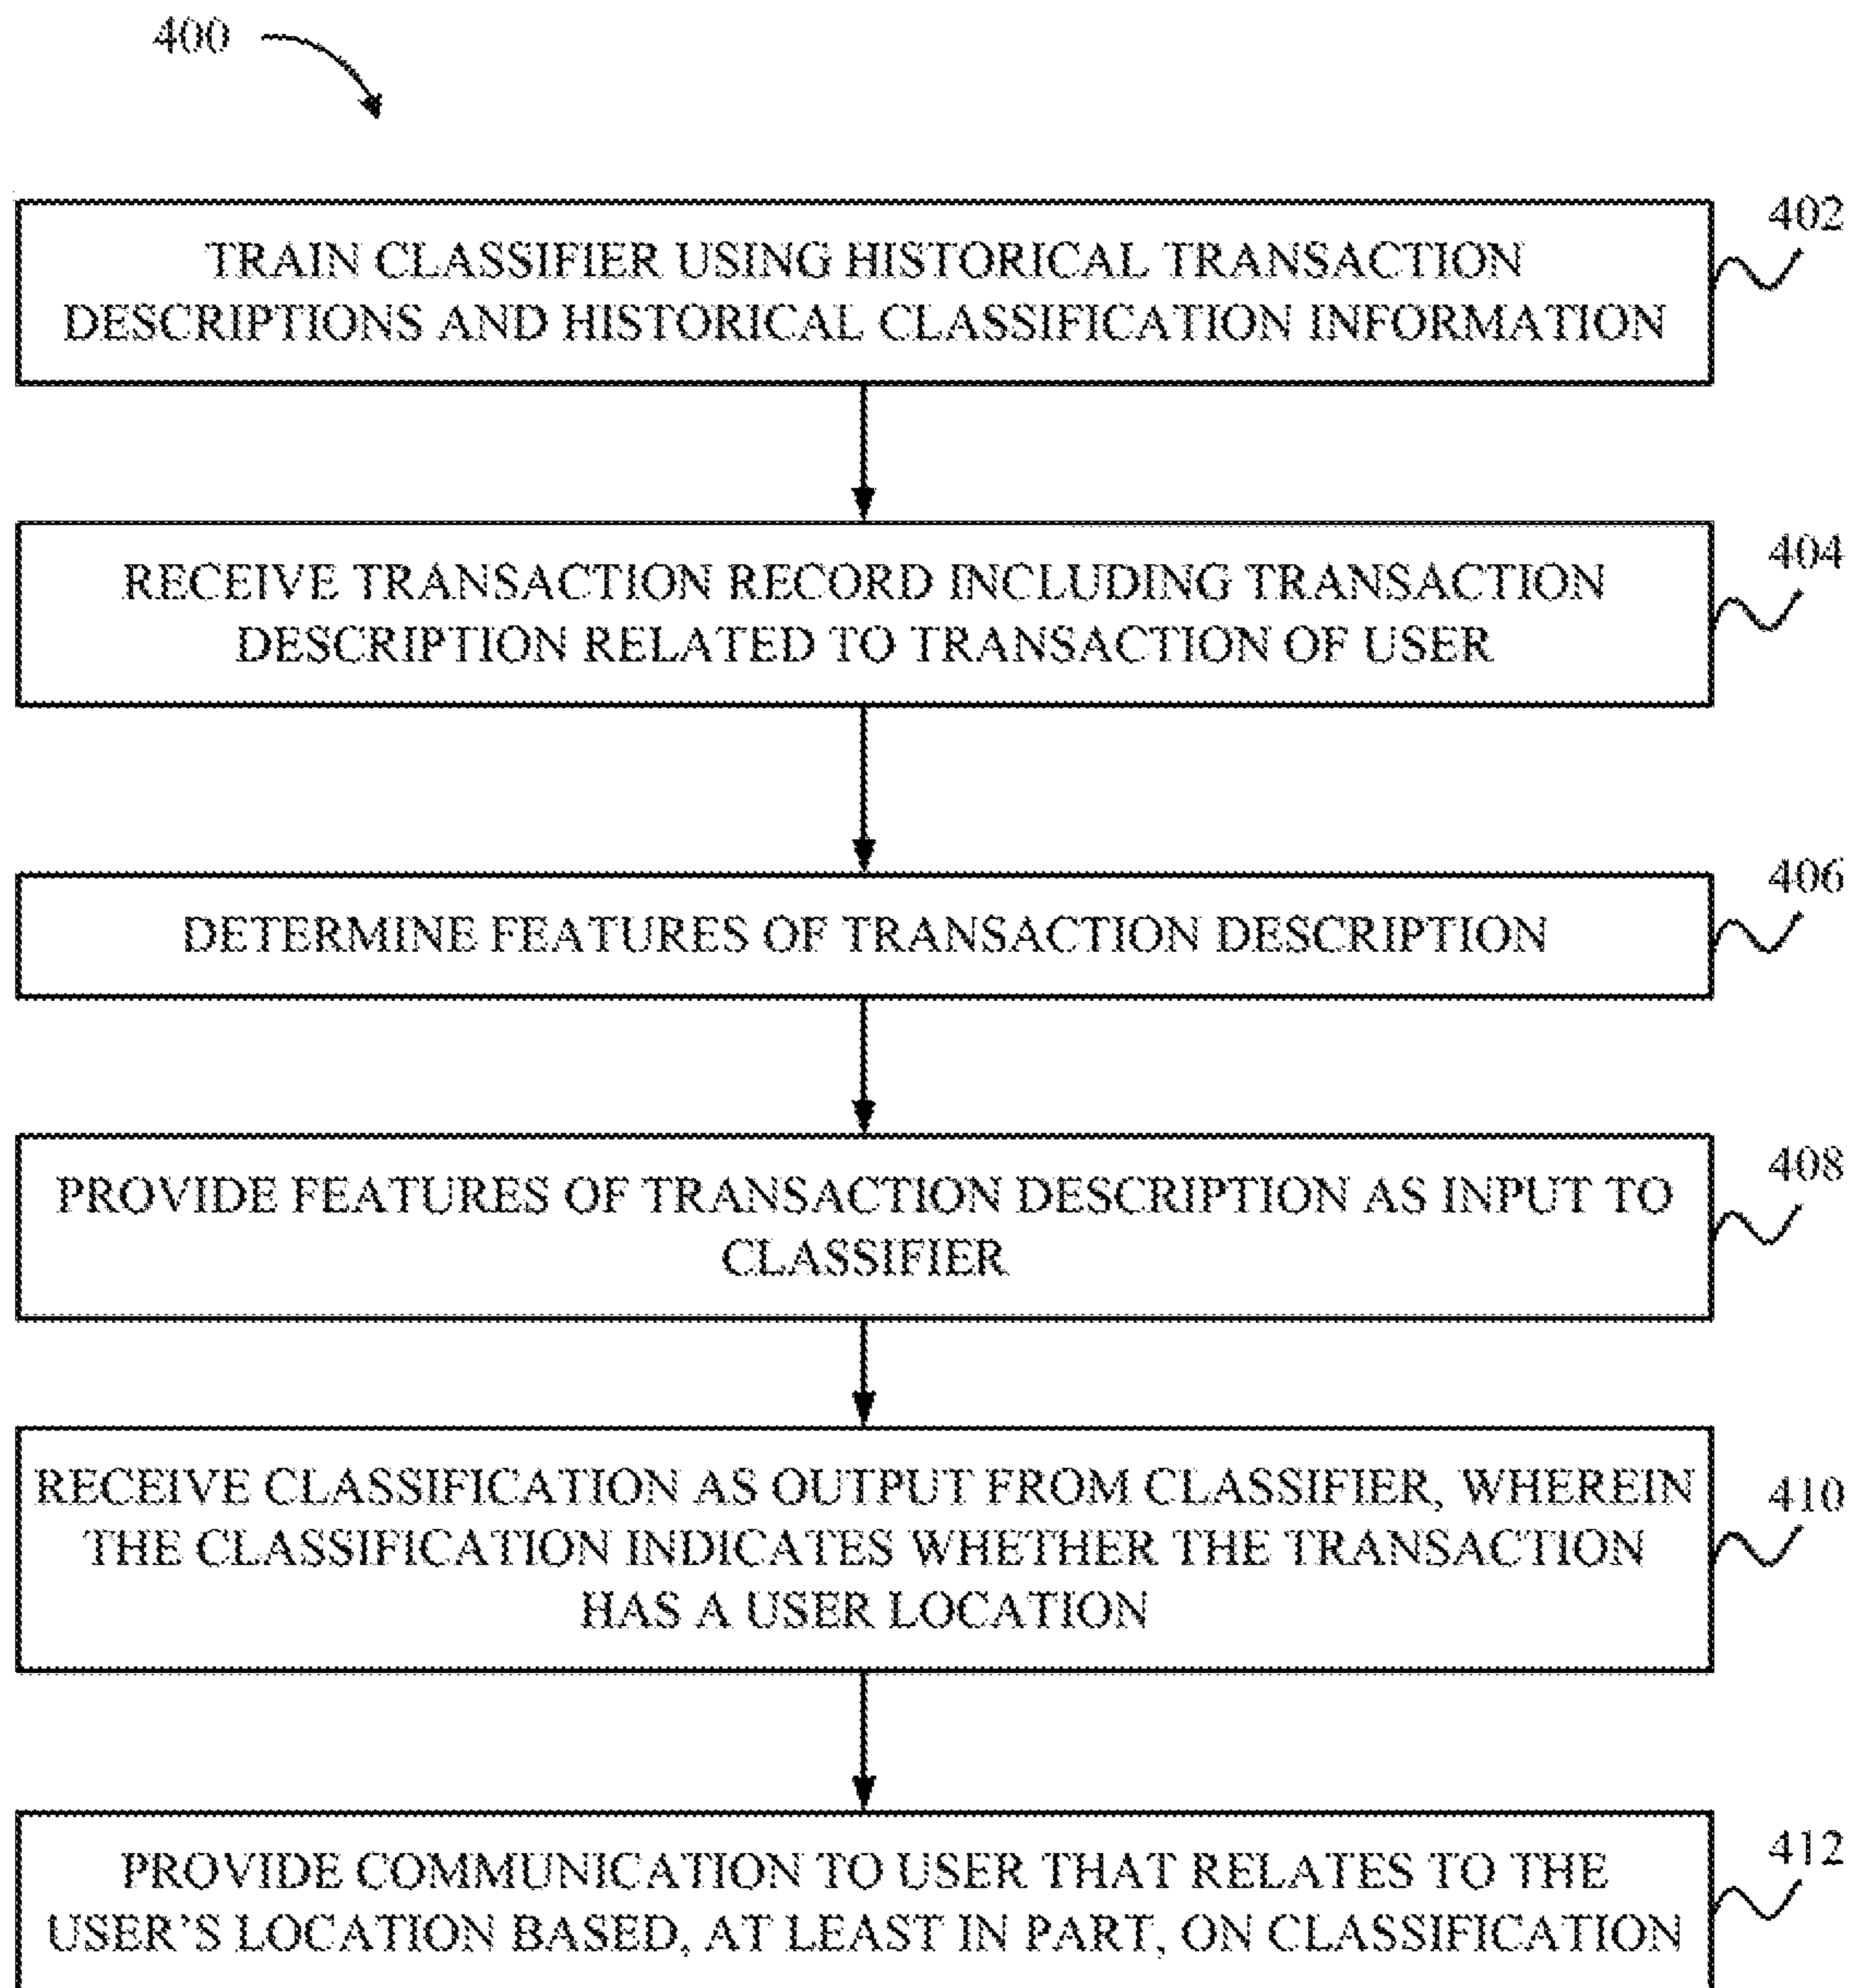 400
402
TRAIN CLASSIFIER USING HISTORICAL TRANSACTION
DESCRIPTIONS AND HISTORICAL CLASSIFICATION INFORMATION
404
RECEIVE TRANSACTION RECORD INCLUDING TRANSACTION
DESCRIPTION RELATED TO TRANSACTION OF USER
406
DETERMINE FEATURES OF TRANSACTION DESCRIPTION
408
PROVIDE FEATURES OF TRANSACTION DESCRIPTION AS INPUT TO
CLASSIFIER
410
RECEIVE CLASSIFICATION AS OUTPUT FROM CLASSIFIER, WHEREIN
THE CLASSIFICATION INDICATES WHETHER THE TRANSACTION
HAS A USER LOCATION
412
PROVIDE COMMUNICATION TO USER THAT RELATES TO THE
USER'S LOCATION BASED, AT LEAST IN PART, ON CLASSIFICATION